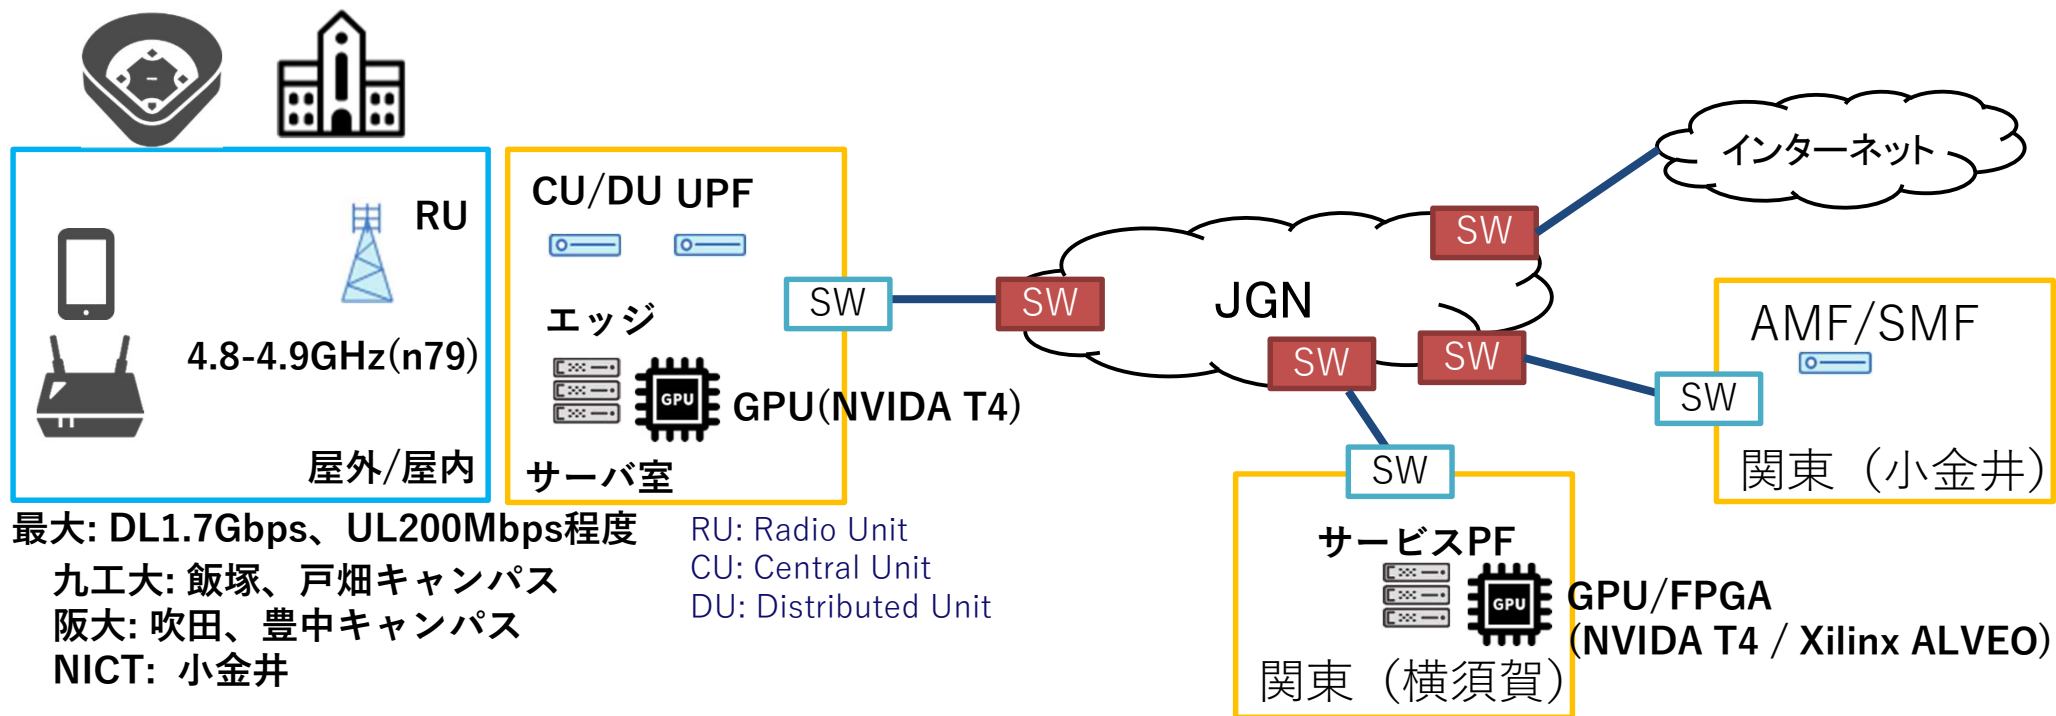 RU
4.8-4.9GHz(n79)
屋外/屋内
CU/DU UPF
エッジ
GPU
GPU(NVIDA T4)
サーバ室
SW
SW
JGN
SW
インターネット
SW
SW
SW
AMF/SMF
関東（小金井）
SW
サービスPF
GPU
GPU/FPGA
(NVIDA T4 / Xilinx ALVEO)
関東（横須賀）
最大: DL1.7Gbps、UL200Mbps程度
九工大: 飯塚、戸畑キャンパス
阪大: 吹田、豊中キャンパス
NICT: 小金井
RU: Radio Unit
CU: Central Unit
DU: Distributed Unit